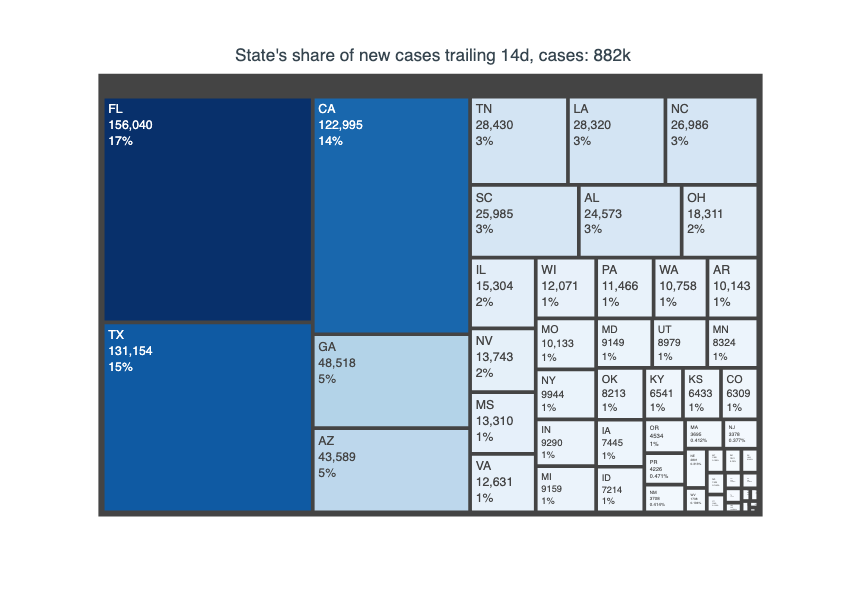 State's share of new cases trailing 14d, cases: 882k
FL
156,040
17%
TX
131,154
15%
CA
122,995
14%
GA
48,518
5%
AZ
43,589
5%
TN
28,430
3%
LA
28,320
3%
NC
26,986
3%
SC
25,985
3%
AL
24,573
3%
OH
18,311
2%
IL
15,304
2%
NV
13,743
2%
MS
13,310
1%
VA
12,631
1%
WI
12,071
1%
PA
11,466
1%
WA
10,758
1%
AR
10,143
1%
MO
10,133
1%
MD
9149
1%
UT
8979
1%
MN
8324
1%
NY
9944
1%
IN
9290
1%
MI
9159
1%
OK
8213
1%
IA
7445
1%
ID
7214
1%
KY
6541
1%
KS
6433
1%
CO
6309
1%
OR
4534
1%
PR
4226
0.471%
NM
MA
0.412%
NJ
0.377%